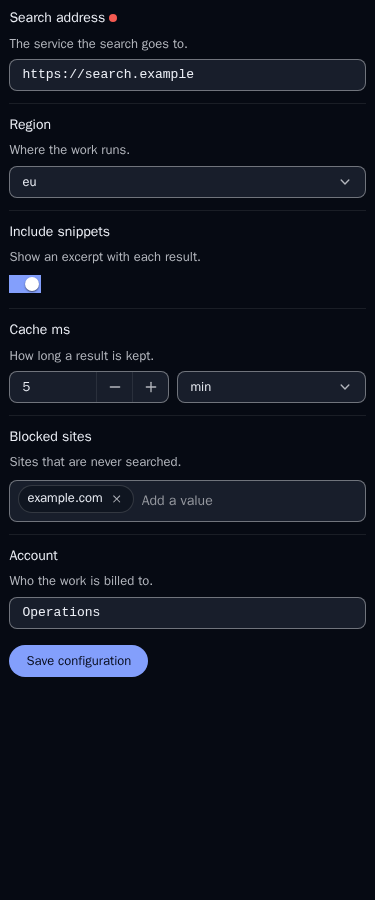 Search address
The service the search goes to.
https://search.example
Region
Where the work runs.
eu
Include snippets
Show an excerpt with each result.
Cache ms
How long a result is kept.
5 min
Blocked sites
Sites that are never searched.
example.com Add a value
Account
Who the work is billed to.
Operations
Save configuration